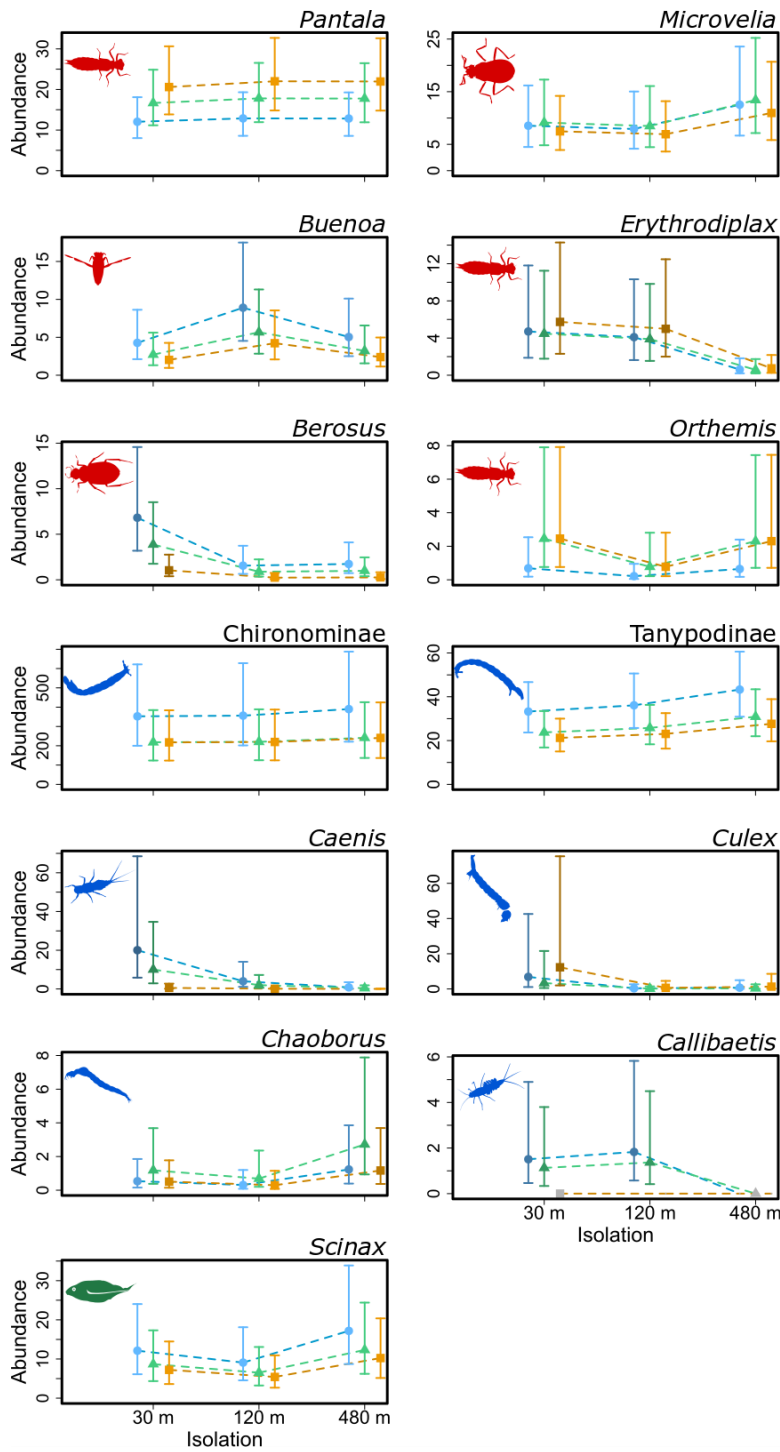 Pantala
Abundance
0 10 20 30
Microvelia
0 5 10 15 20 25
Buenoa
Abundance
0 5 10 15
Erythrodiplax
0 4 8 12
Berosus
Abundance
0 5 10 15
Orthemis
0 2 4 6 8
Chironominae
Abundance
0 200 500
Tanypodinae
0 20 40 60
Caenis
Abundance
0 20 40 60
Culex
0 20 40 60
Chaoborus
Abundance
0 2 4 6 8
Callibaetis
0 2 4 6
30 m 120 m 480 m
Isolation
Scinax
Abundance
0 10 20 30
30 m 120 m 480 m
Isolation